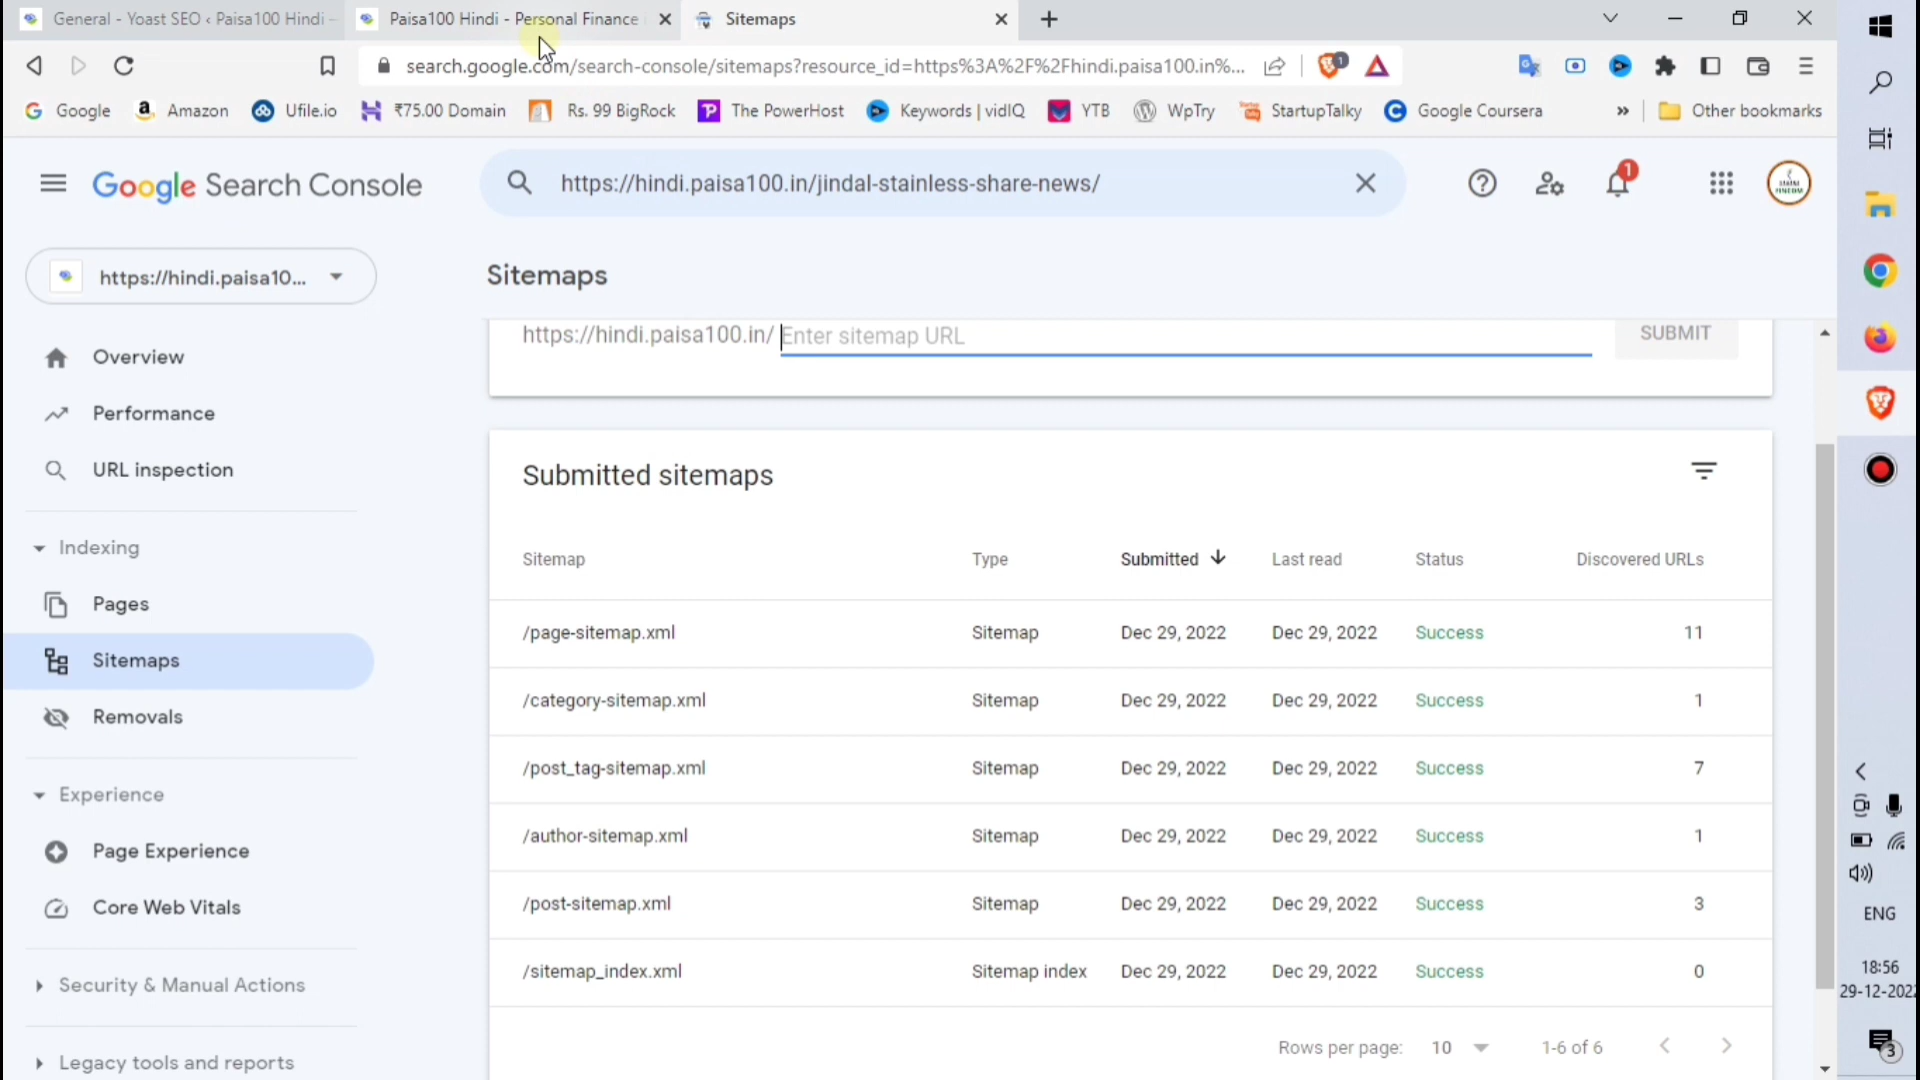 General - Yoast SEO ‹ Paisa100 Hindi -
Paisa100 Hindi - Personal Finance
Sitemaps
search.google.com/search-console/sitemaps?resource_id=https%3A%2F%2Fhindi.paisa100.in%...
1
Google
Amazon
Ufile.io
₹75.00 Domain
Rs. 99 BigRock
The PowerHost
Keywords | vidIQ
YTB
WpTry
StartupTalky
Google Coursera
»
Other bookmarks
Google Search Console
https://hindi.paisa100.in/jindal-stainless-share-news/
1
https://hindi.paisa10...
Sitemaps
https://hindi.paisa100.in/ Enter sitemap URL
SUBMIT
Overview
Performance
URL inspection
Indexing
Pages
Sitemaps
Removals
Experience
Page Experience
Core Web Vitals
Security & Manual Actions
Legacy tools and reports
Submitted sitemaps
Sitemap Type Submitted Last read Status Discovered URLs
/page-sitemap.xml Sitemap Dec 29, 2022 Dec 29, 2022 Success 11
/category-sitemap.xml Sitemap Dec 29, 2022 Dec 29, 2022 Success 1
/post_tag-sitemap.xml Sitemap Dec 29, 2022 Dec 29, 2022 Success 7
/author-sitemap.xml Sitemap Dec 29, 2022 Dec 29, 2022 Success 1
/post-sitemap.xml Sitemap Dec 29, 2022 Dec 29, 2022 Success 3
/sitemap_index.xml Sitemap index Dec 29, 2022 Dec 29, 2022 Success 0
Rows per page: 10 1-6 of 6
ENG
18:56
29-12-202
3